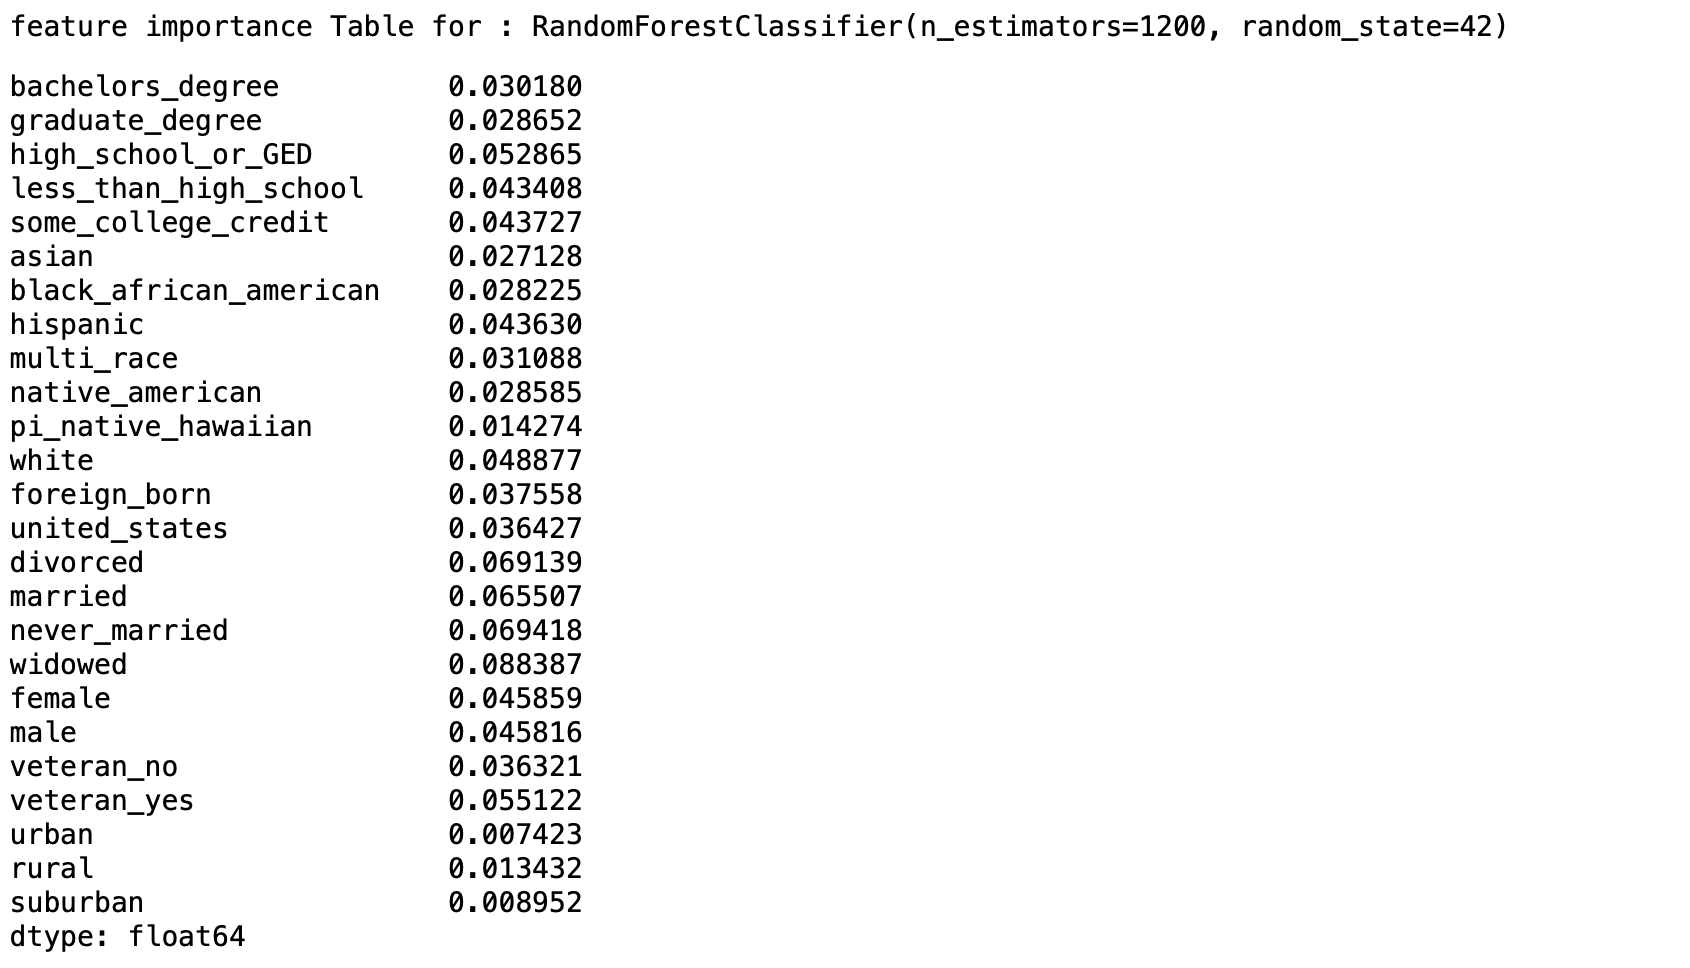 feature importance Table for : RandomForestClassifier(n_estimators=1200, random_state=42)
bachelors_degree 0.030180
graduate_degree 0.028652
high_school_or_GED 0.052865
less_than_high_school 0.043408
some_college_credit 0.043727
asian 0.027128
black_african_american 0.028225
hispanic 0.043630
multi_race 0.031088
native_american 0.028585
pi_native_hawaiian 0.014274
white 0.048877
foreign_born 0.037558
united_states 0.036427
divorced 0.069139
married 0.065507
never_married 0.069418
widowed 0.088387
female 0.045859
male 0.045816
veteran_no 0.036321
veteran_yes 0.055122
urban 0.007423
rural 0.013432
suburban 0.008952
dtype: float64